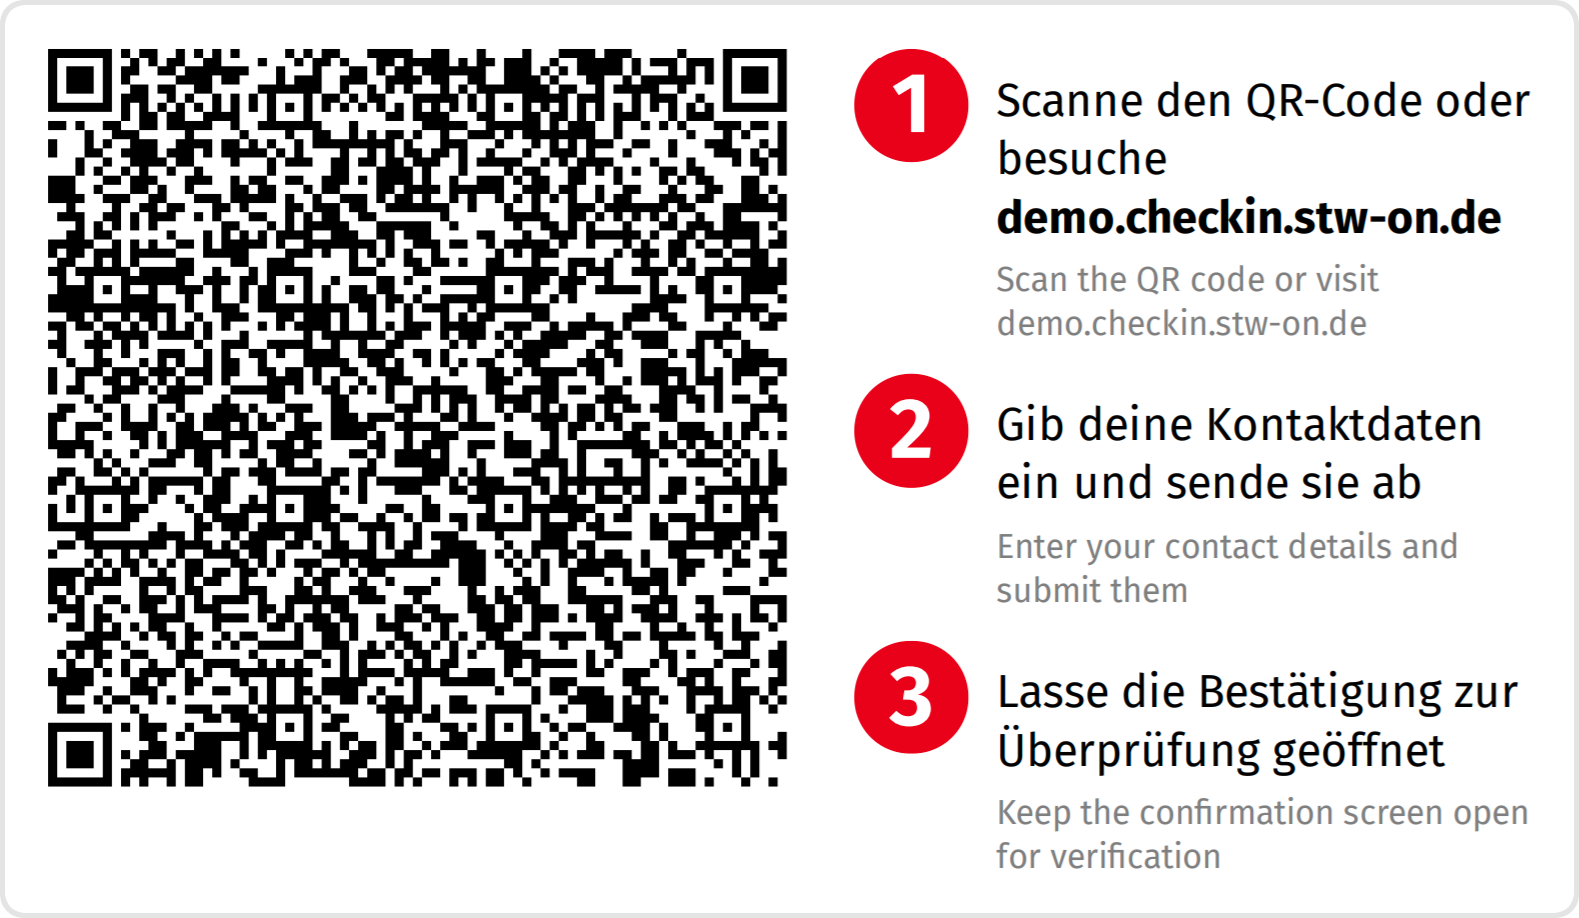 1
Scanne den QR-Code oder
besuche
demo.checkin.stw-on.de
Scan the QR code or visit
demo.checkin.stw-on.de
2
Gib deine Kontaktdaten
ein und sende sie ab
Enter your contact details and
submit them
3
Lasse die Bestätigung zur
Überprüfung geöffnet
Keep the confirmation screen open
for verification